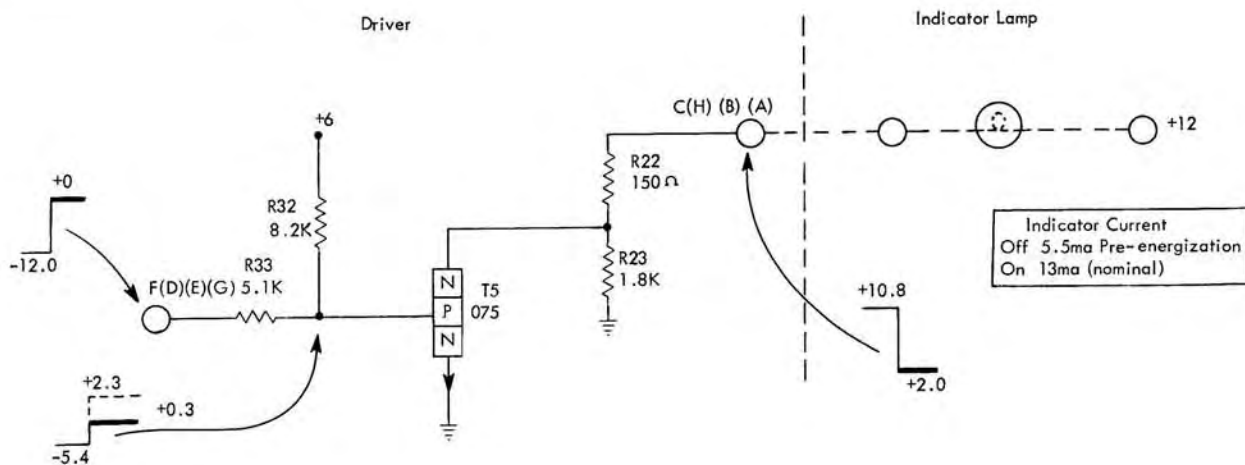 Driver
Indicator Lamp
C(H) (B) (A)
+12
+6
+0
R22
150Ω
R32
8.2K
Indicator Current
Off 5.5ma Pre-energization
On 13ma (nominal)
-12.0
R33
F(D)(E)(G) 5.1K
R23
1.8K
N
P
N
T5
075
+10.8
+2.0
+2.3
+0.3
-5.4